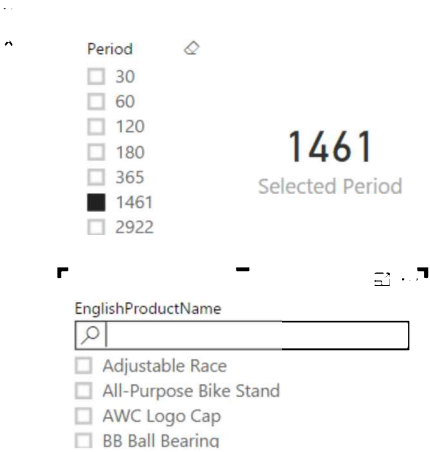 Period
30
60
120
180
365
1461
2922
1461
Selected Period
EnglishProductName
Adjustable Race
All-Purpose Bike Stand
AWC Logo Cap
BB Ball Bearing